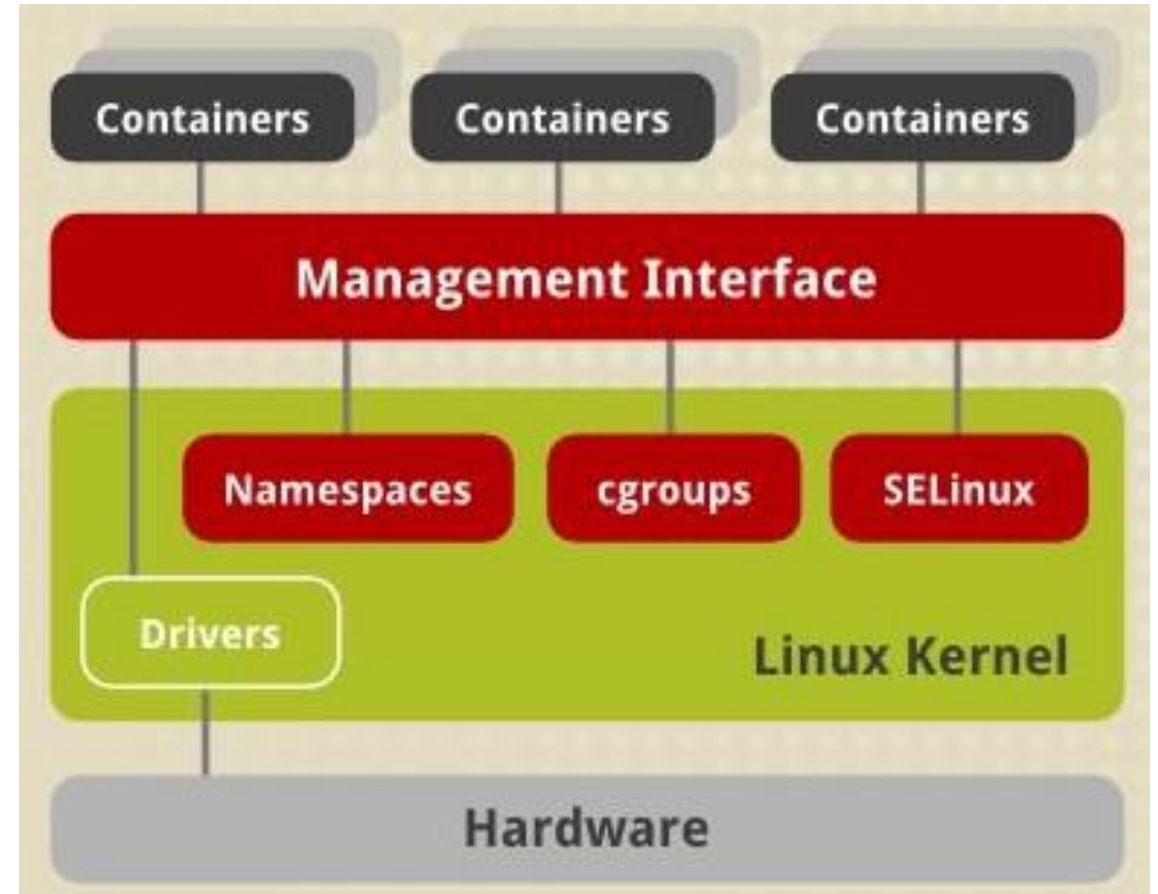 Containers
Containers
Containers
Management Interface
Namespaces
cgroups
SELinux
Drivers
Linux Kernel
Hardware